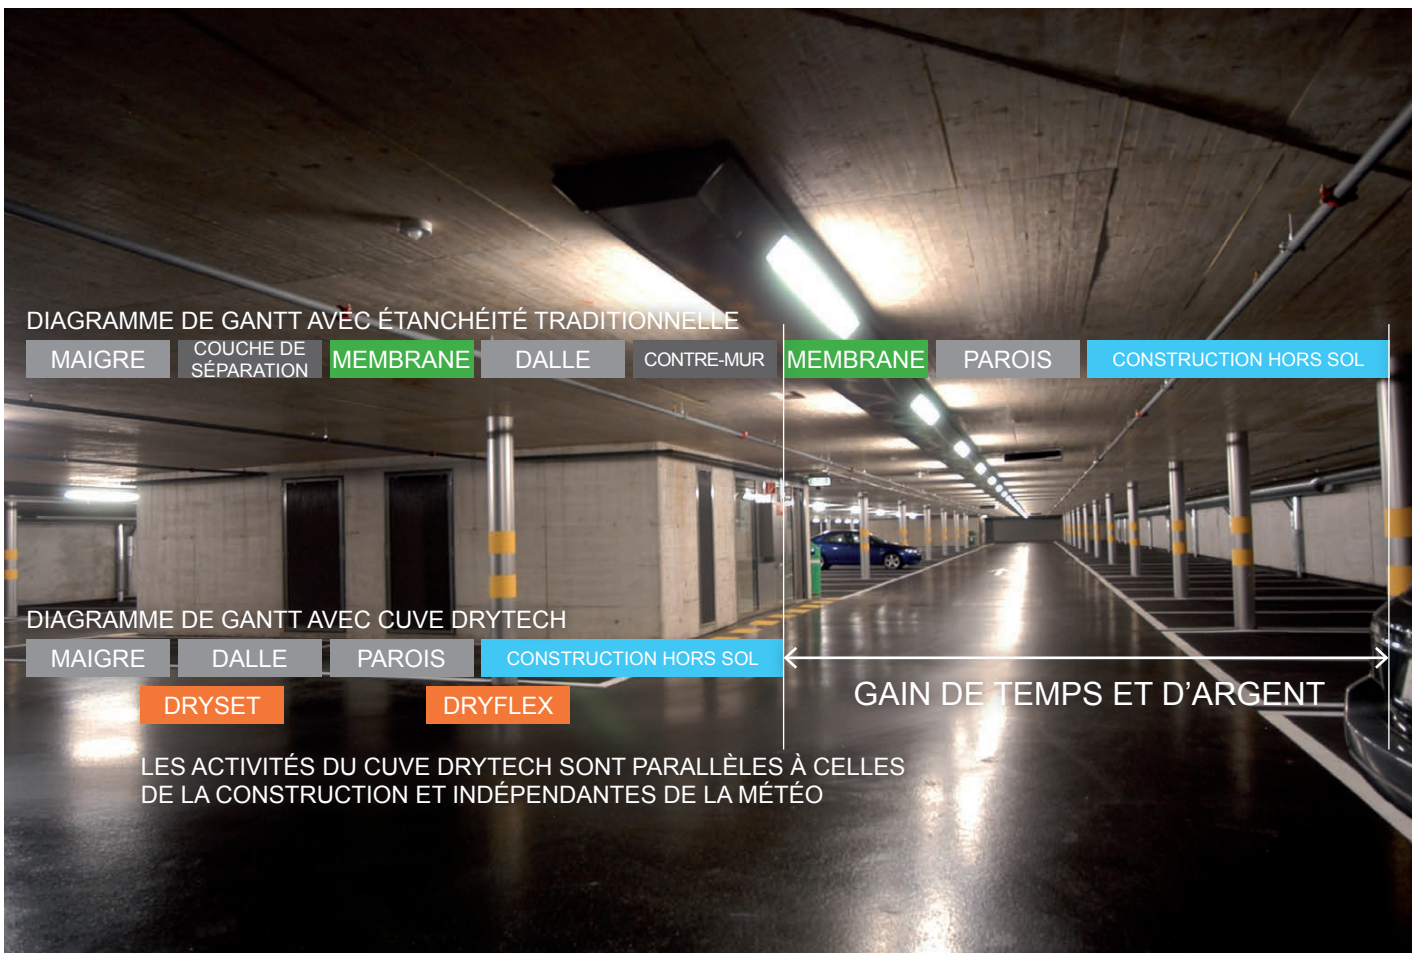 DIAGRAMME DE GANTT AVEC ÉTANCHÉITÉ TRADITIONNELLE
MAIGRE
COUCHE DE
SÉPARATION
MEMBRANE
DALLE
CONTRE-MUR
MEMBRANE
PAROIS
CONSTRUCTION HORS SOL
DIAGRAMME DE GANTT AVEC CUVE DRYTECH
MAIGRE
DALLE
PAROIS
CONSTRUCTION HORS SOL
DRYSET
DRYFLEX
GAIN DE TEMPS ET D’ARGENT
LES ACTIVITÉS DU CUVE DRYTECH SONT PARALLÈLES À CELLES
DE LA CONSTRUCTION ET INDÉPENDANTES DE LA MÉTÉO